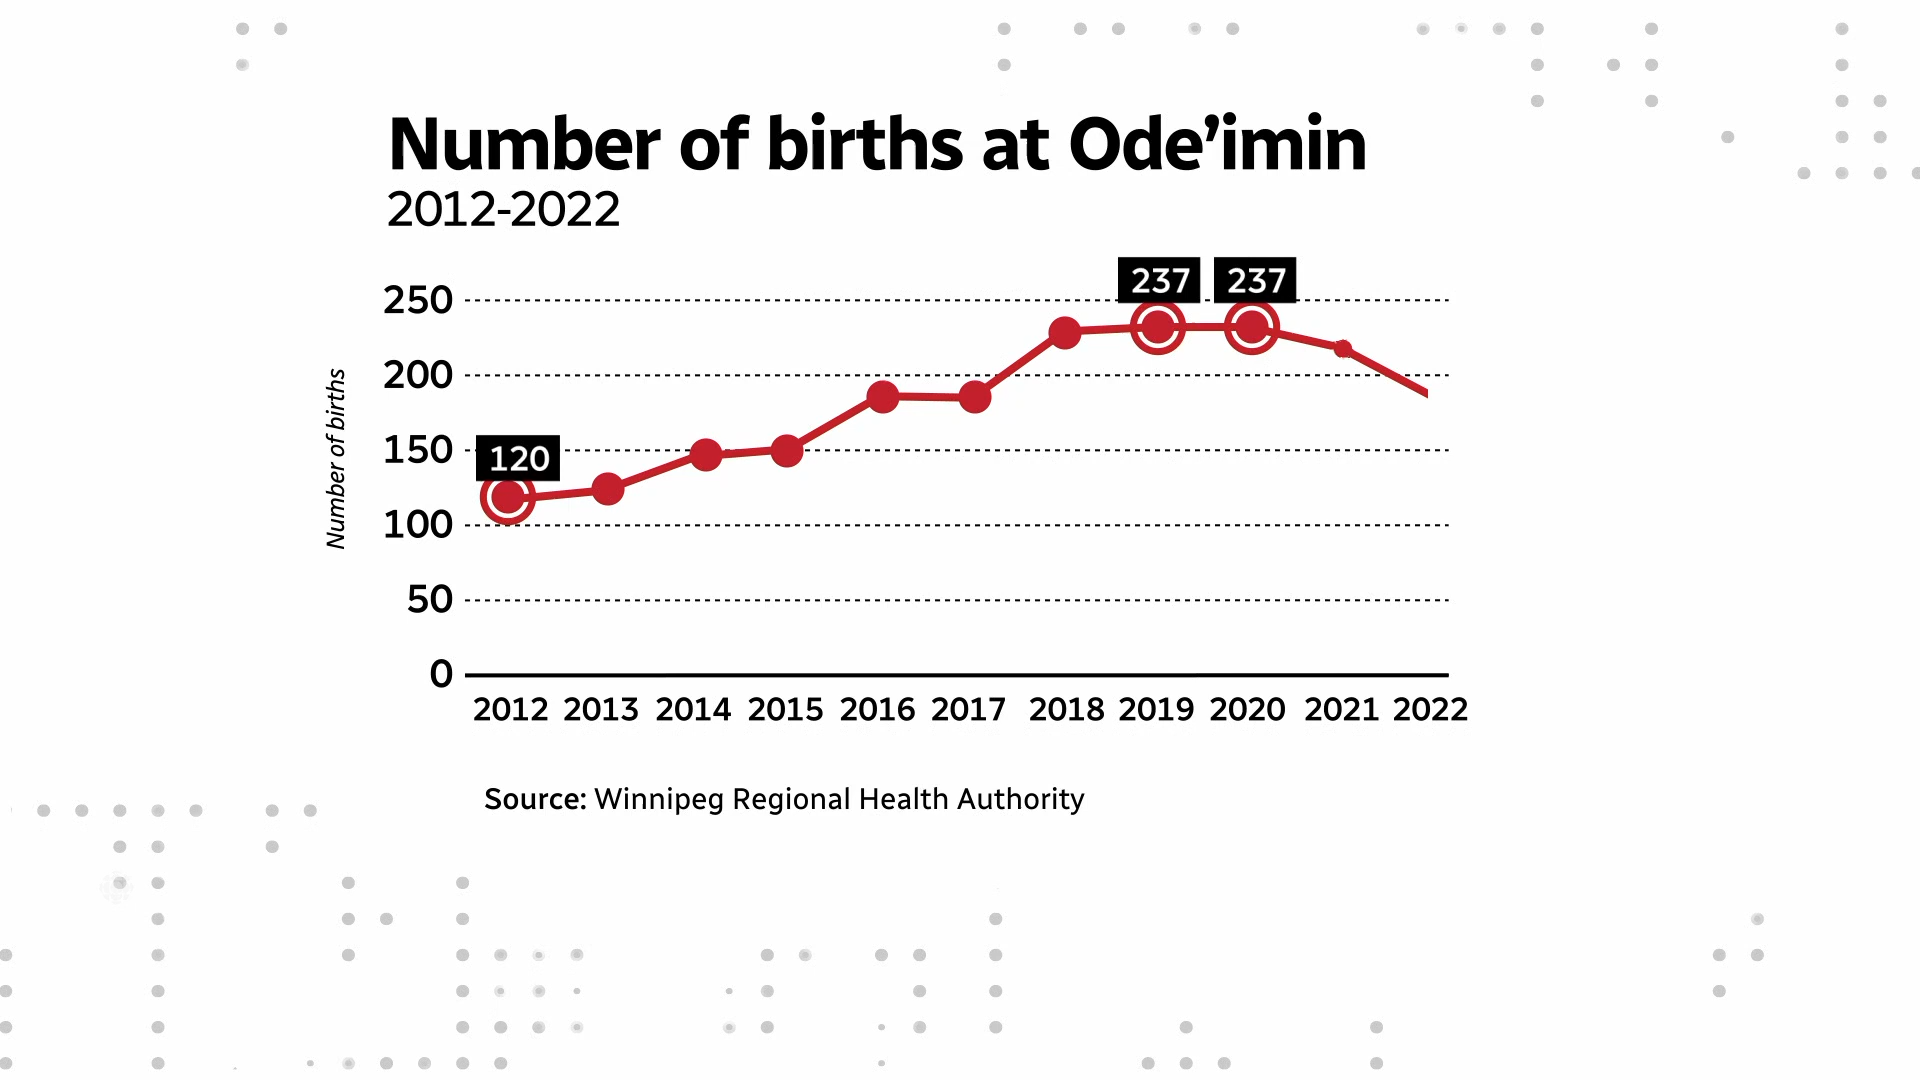 Number of births at Ode’imin
2012-2022
Number of births
250
200
150
100
50
0
120
237
237
2012 2013 2014 2015 2016 2017 2018 2019 2020 2021 2022
Source: Winnipeg Regional Health Authority